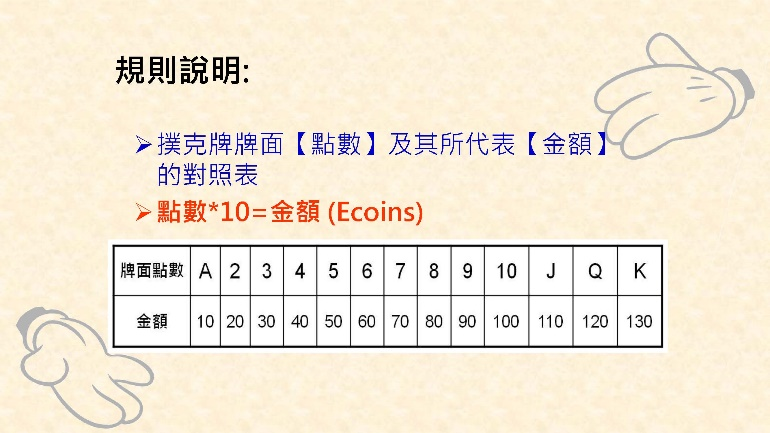 規則說明:
➢撲克牌牌面【點數】及其所代表【金額】
的對照表
➢點數*10=金額 (Ecoins)
牌面點數 A 2 3 4 5 6 7 8 9 10 J Q K
金額 10 20 30 40 50 60 70 80 90 100 110 120 130